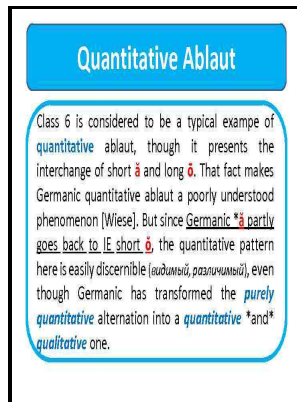 Quantitative Ablaut
Class 6 is considered to be a typical exampe of
quantitative ablaut, though it presents the
interchange of short ă and long ō. That fact makes
Germanic quantitative ablaut a poorly understood
phenomenon [Wiese]. But since Germanic *ă partly
goes back to IE short ŏ, the quantitative pattern
here is easily discernible (видимый, различимый), even
though Germanic has transformed the purely
quantitative alternation into a quantitative *and*
qualitative one.